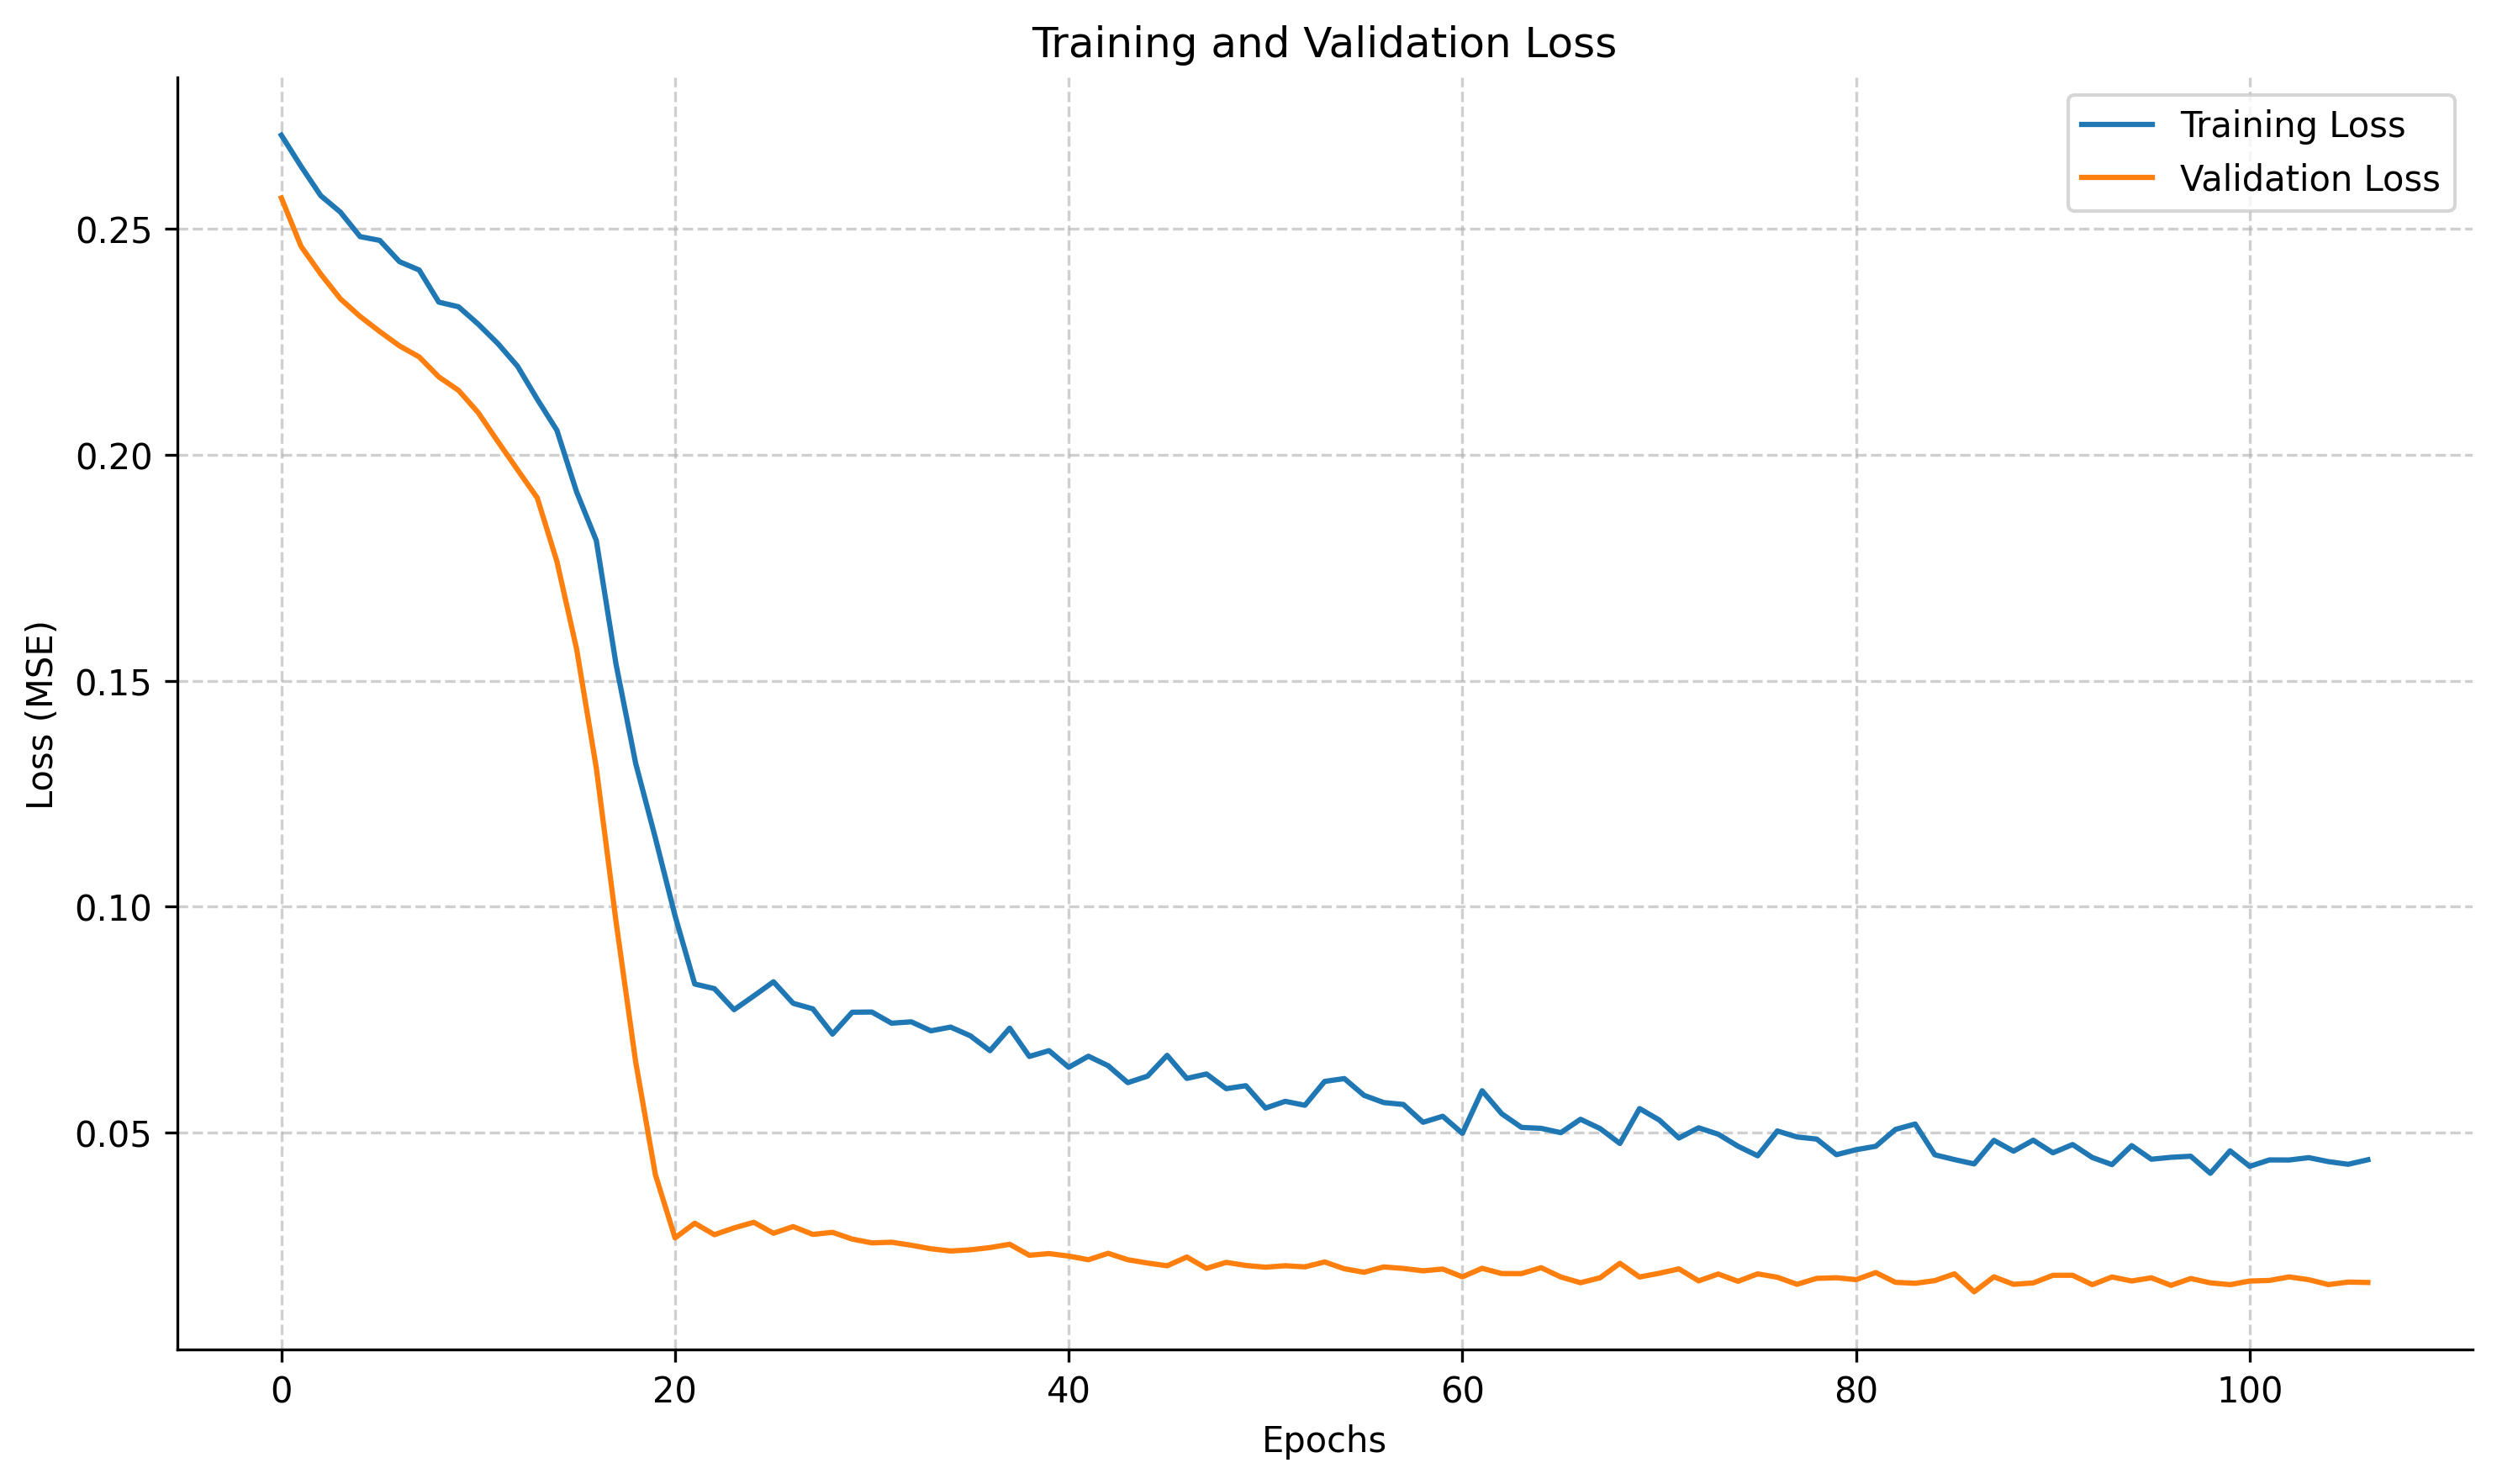 Training and Validation Loss
Training Loss
Validation Loss
0.25
0.20
0.15
0.10
0.05
Loss (MSE)
0 20 40 60 80 100
Epochs